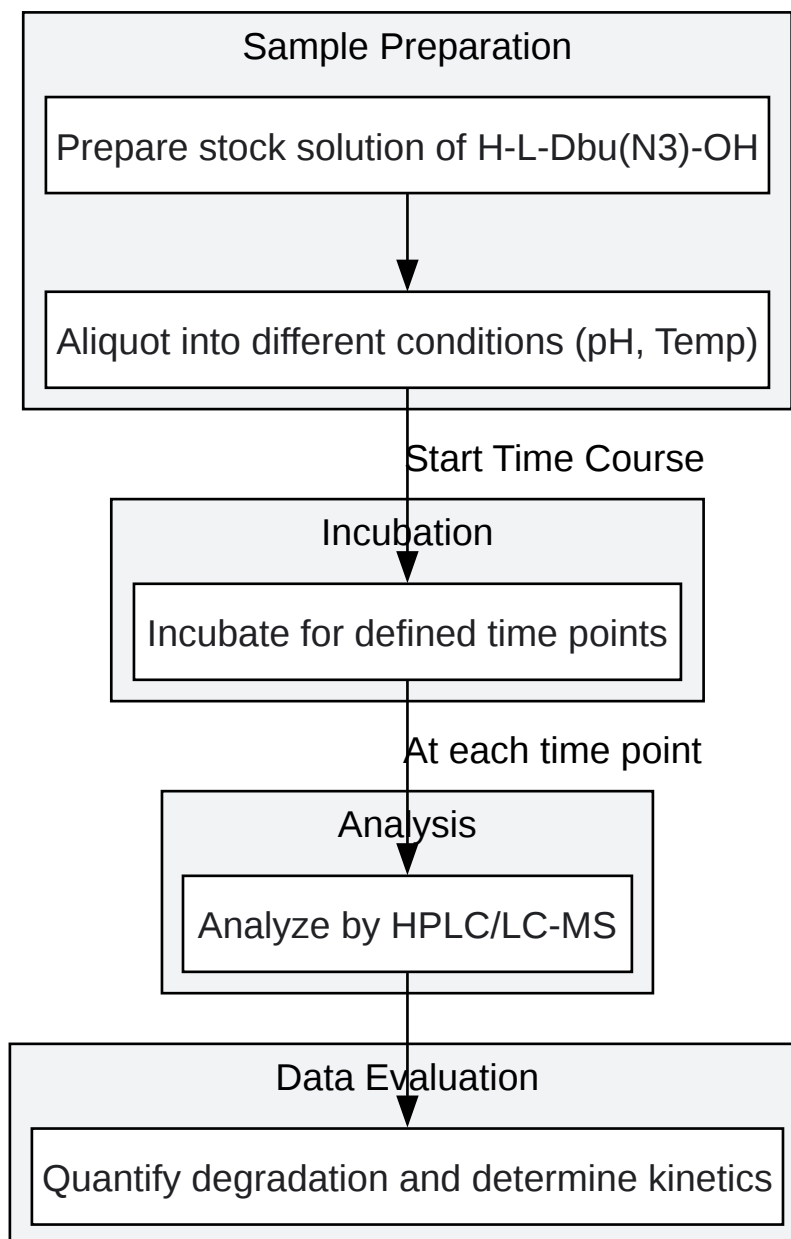 Sample Preparation
Prepare stock solution of H-L-Dbu(N3)-OH
Aliquot into different conditions (pH, Temp)
Start Time Course
Incubation
Incubate for defined time points
At each time point
Analysis
Analyze by HPLC/LC-MS
Data Evaluation
Quantify degradation and determine kinetics